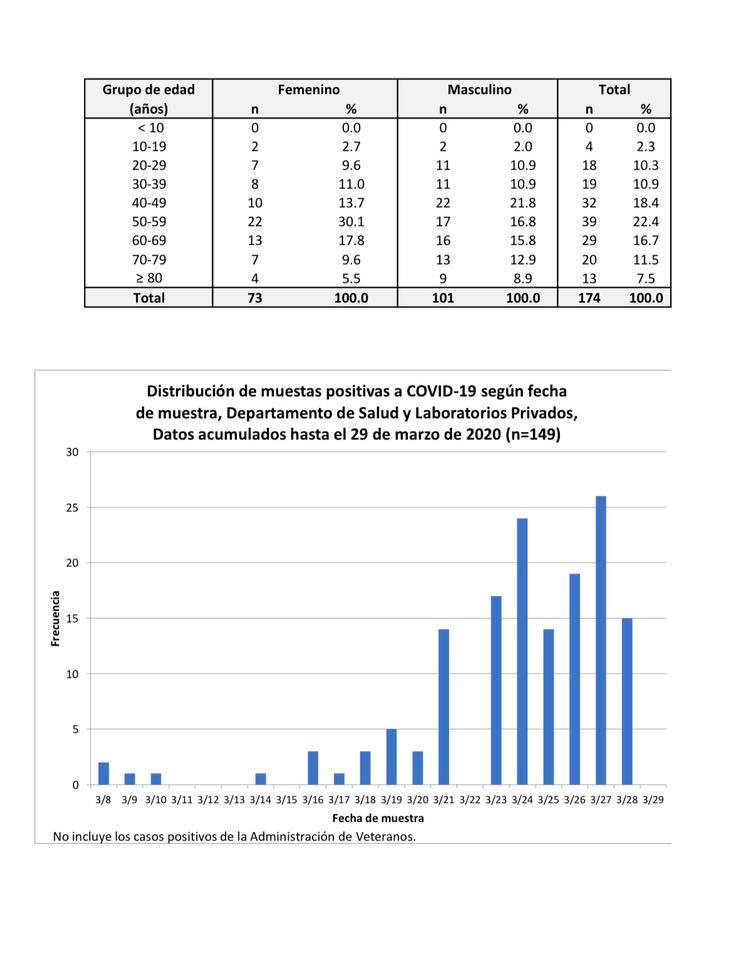 Grupo de edad Femenino Masculino Total
(años) n % n % n %
< 10 0 0.0 0 0.0 0 0.0
10-19 2 2.7 2 2.0 4 2.3
20-29 7 9.6 11 10.9 18 10.3
30-39 8 11.0 11 10.9 19 10.9
40-49 10 13.7 22 21.8 32 18.4
50-59 22 30.1 17 16.8 39 22.4
60-69 13 17.8 16 15.8 29 16.7
70-79 7 9.6 13 12.9 20 11.5
≥ 80 4 5.5 9 8.9 13 7.5
Total 73 100.0 101 100.0 174 100.0
Distribución de muestas positivas a COVID-19 según fecha
de muestra, Departamento de Salud y Laboratorios Privados,
Datos acumulados hasta el 29 de marzo de 2020 (n=149)
30
25
20
15
10
5
0
Frecuencia
3/8 3/9 3/10 3/11 3/12 3/13 3/14 3/15 3/16 3/17 3/18 3/19 3/20 3/21 3/22 3/23 3/24 3/25 3/26 3/27 3/28 3/29
Fecha de muestra
No incluye los casos positivos de la Administración de Veteranos.